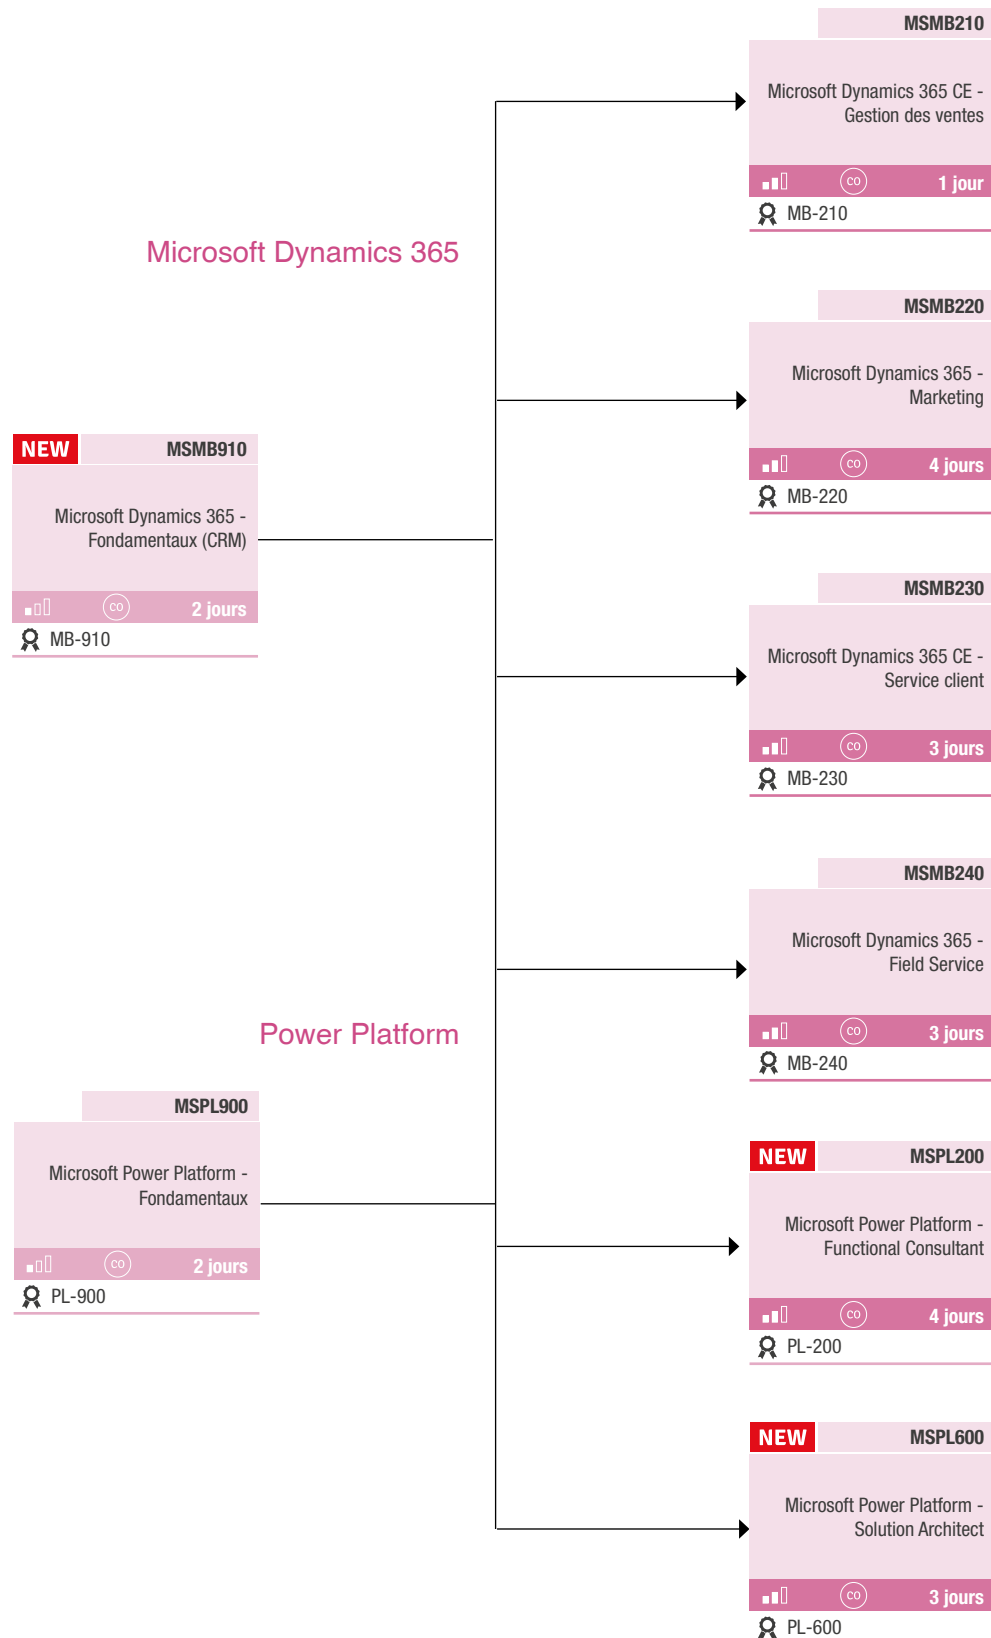 MSMB210
Microsoft Dynamics 365 CE -
Gestion des ventes
co
1 jour
MB-210
Microsoft Dynamics 365
MSMB220
Microsoft Dynamics 365 -
Marketing
co
4 jours
MB-220
NEW
MSMB910
Microsoft Dynamics 365 -
Fondamentaux (CRM)
co
2 jours
MB-910
MSMB230
Microsoft Dynamics 365 CE -
Service client
co
3 jours
MB-230
MSMB240
Microsoft Dynamics 365 -
Field Service
co
3 jours
MB-240
Power Platform
MSPL900
Microsoft Power Platform -
Fondamentaux
co
2 jours
PL-900
NEW
MSPL200
Microsoft Power Platform -
Functional Consultant
co
4 jours
PL-200
NEW
MSPL600
Microsoft Power Platform -
Solution Architect
co
3 jours
PL-600